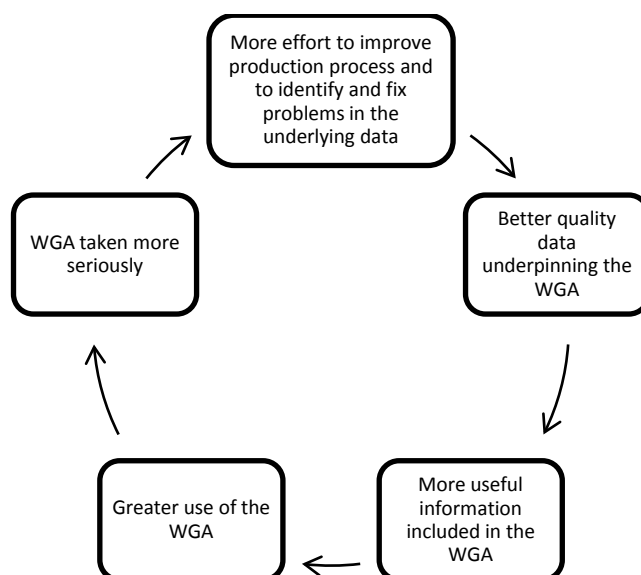 More effort to improve
production process and
to identify and fix
problems in the
underlying data
Better quality
data
underpinning the
WGA
More useful
information
included in the
WGA
Greater use of the
WGA
WGA taken more
seriously